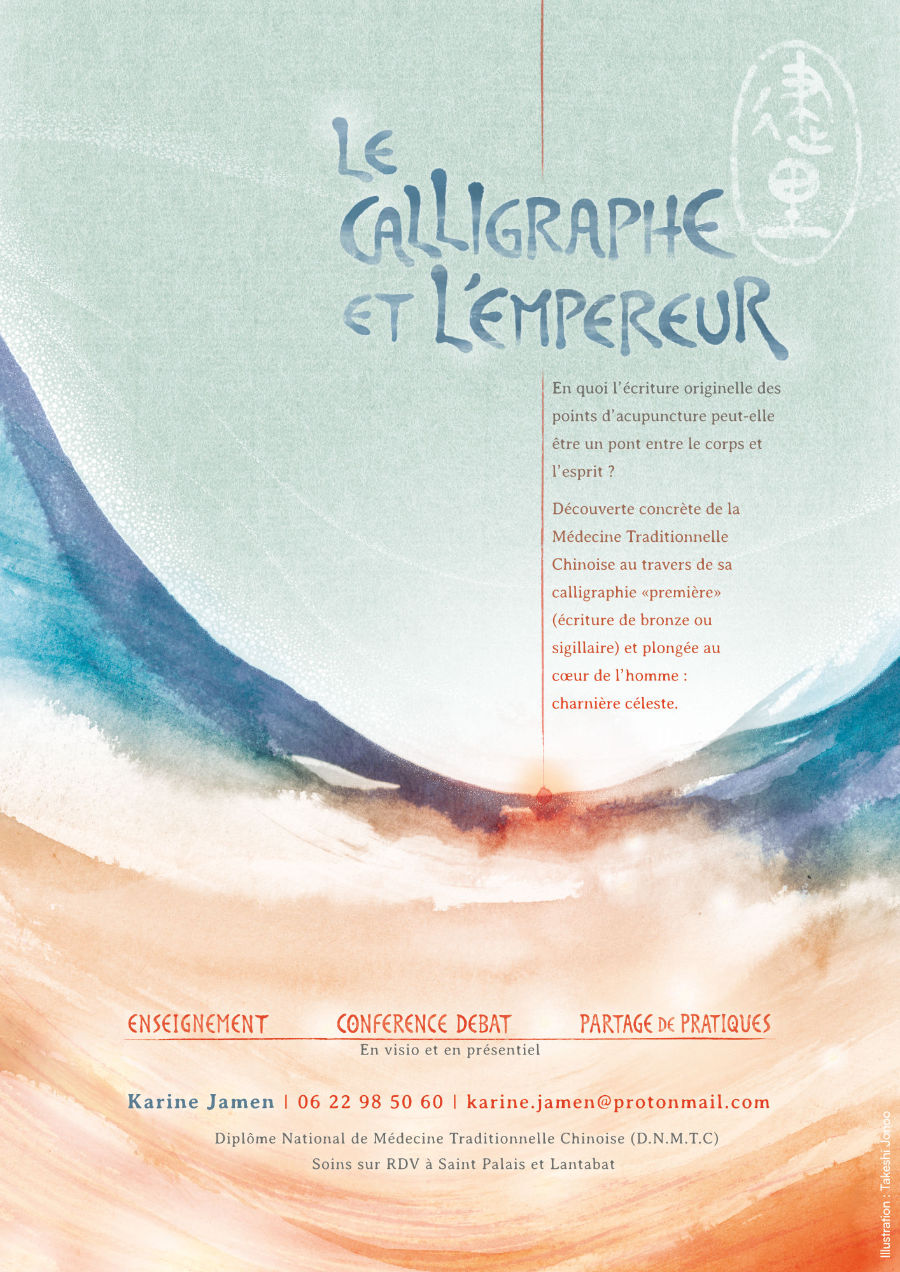 LE
CALLIGRAPHE
ET L'EMPEREUR
En quoi l'écriture originelle des
points d'acupuncture peut-elle
être un pont entre le corps et
l'esprit ?
Découverte concrète de la
Médecine Traditionnelle
Chinoise au travers de sa
calligraphie «première»
(écriture de bronze ou
sigillaire) et plongée au
cœur de l'homme :
charnière céleste.
ENSEIGNEMENT CONFERENCE DEBAT PARTAGE DE PRATIQUES
En visio et en présentiel
Karine Jamen | 06 22 98 50 60 | karine.jamen@protonmail.com
Diplôme National de Médecine Traditionnelle Chinoise (D.N.M.T.C)
Soins sur RDV à Saint Palais et Lantabat